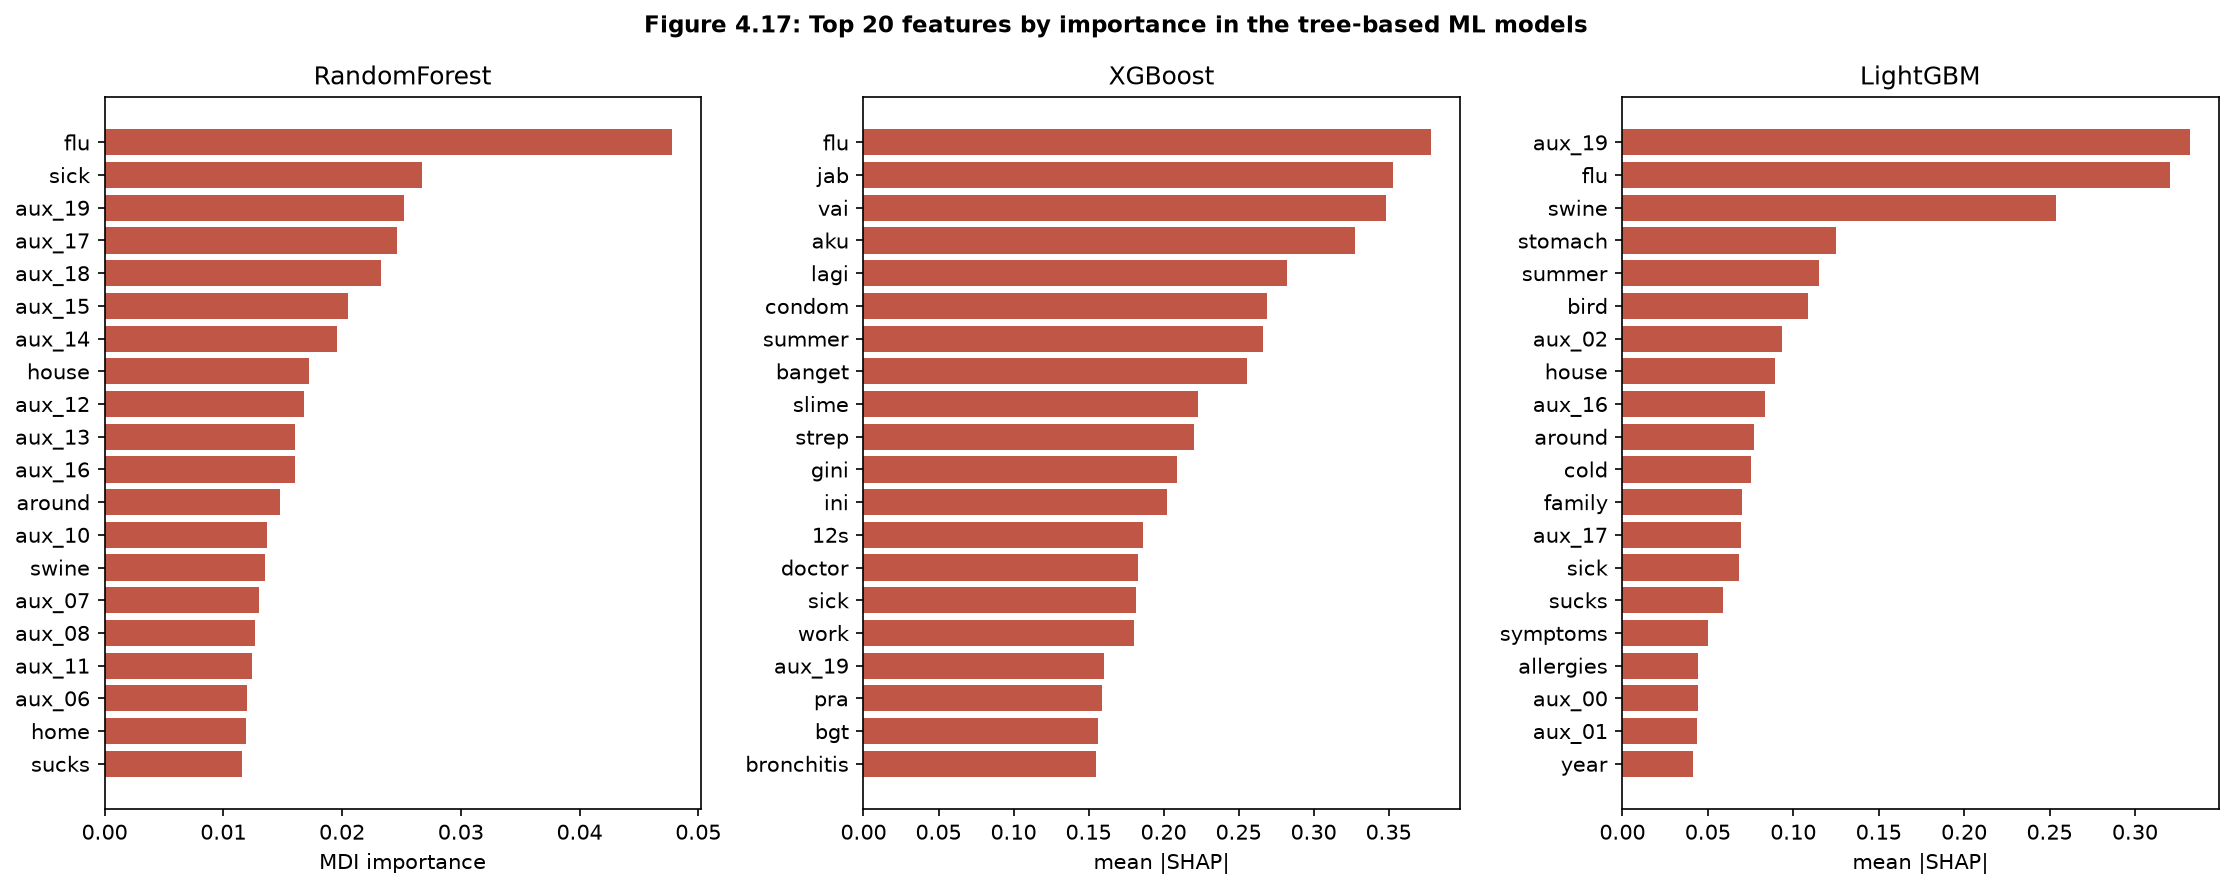 Figure 4.17: Top 20 features by importance in the tree-based ML models
RandomForest
flu
sick
aux_19
aux_17
aux_18
aux_15
aux_14
house
aux_12
aux_13
aux_16
around
aux_10
swine
aux_07
aux_08
aux_11
aux_06
home
sucks
0.00 0.01 0.02 0.03 0.04 0.05
MDI importance
XGBoost
flu
jab
vai
aku
lagi
condom
summer
banget
slime
strep
gini
ini
12s
doctor
sick
work
aux_19
pra
bgt
bronchitis
0.00 0.05 0.10 0.15 0.20 0.25 0.30 0.35
mean |SHAP|
LightGBM
aux_19
flu
swine
stomach
summer
bird
aux_02
house
aux_16
around
cold
family
aux_17
sick
sucks
symptoms
allergies
aux_00
aux_01
year
0.00 0.05 0.10 0.15 0.20 0.25 0.30
mean |SHAP|